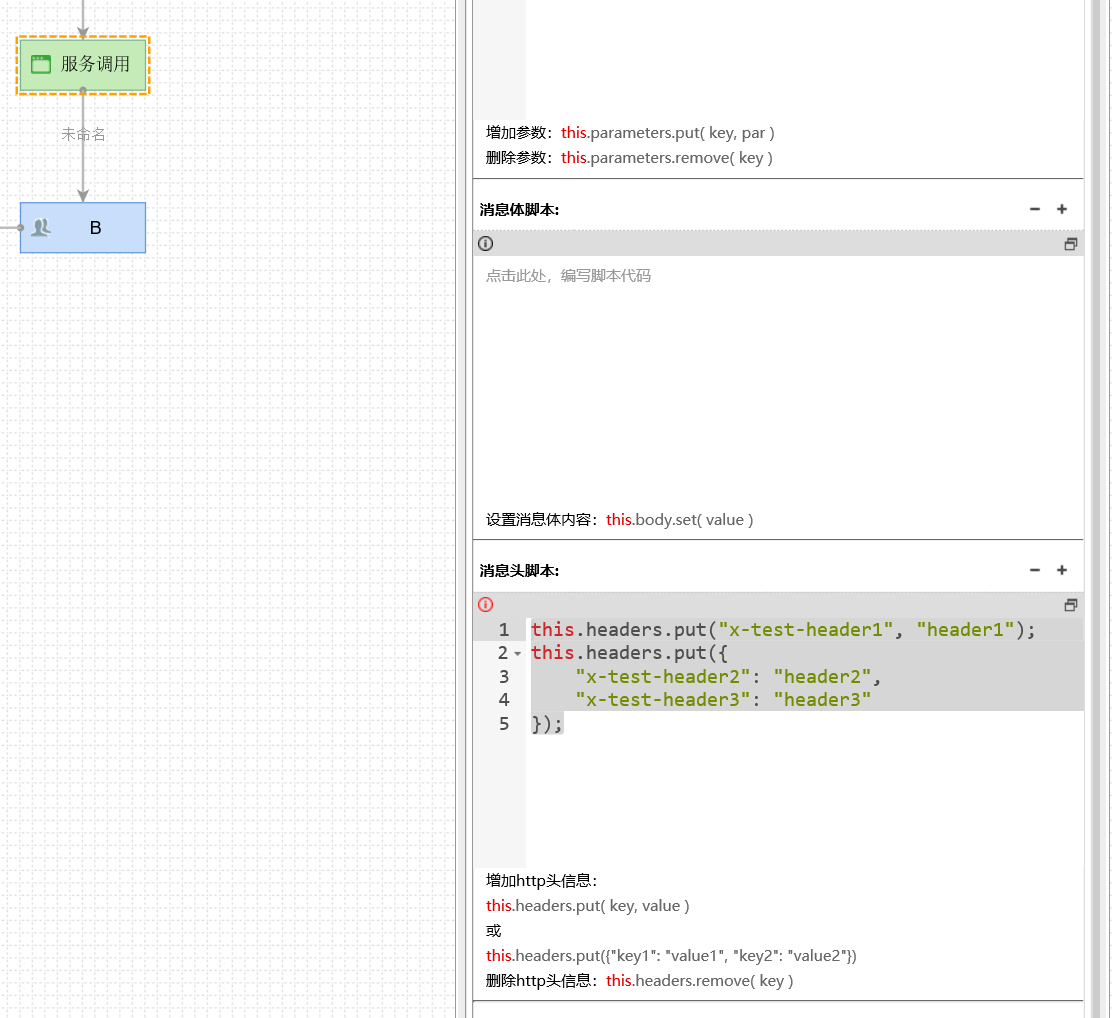 服务调用
未命名
B
增加参数：this.parameters.put( key, par )
删除参数：this.parameters.remove( key )
消息体脚本:
点击此处，编写脚本代码
设置消息体内容：this.body.set( value )
消息头脚本:
1 this.headers.put("x-test-header1", "header1");
2 this.headers.put({
3 "x-test-header2": "header2",
4 "x-test-header3": "header3"
5 });
增加http头信息：
this.headers.put( key, value )
或
this.headers.put({"key1": "value1", "key2": "value2"})
删除http头信息：this.headers.remove( key )